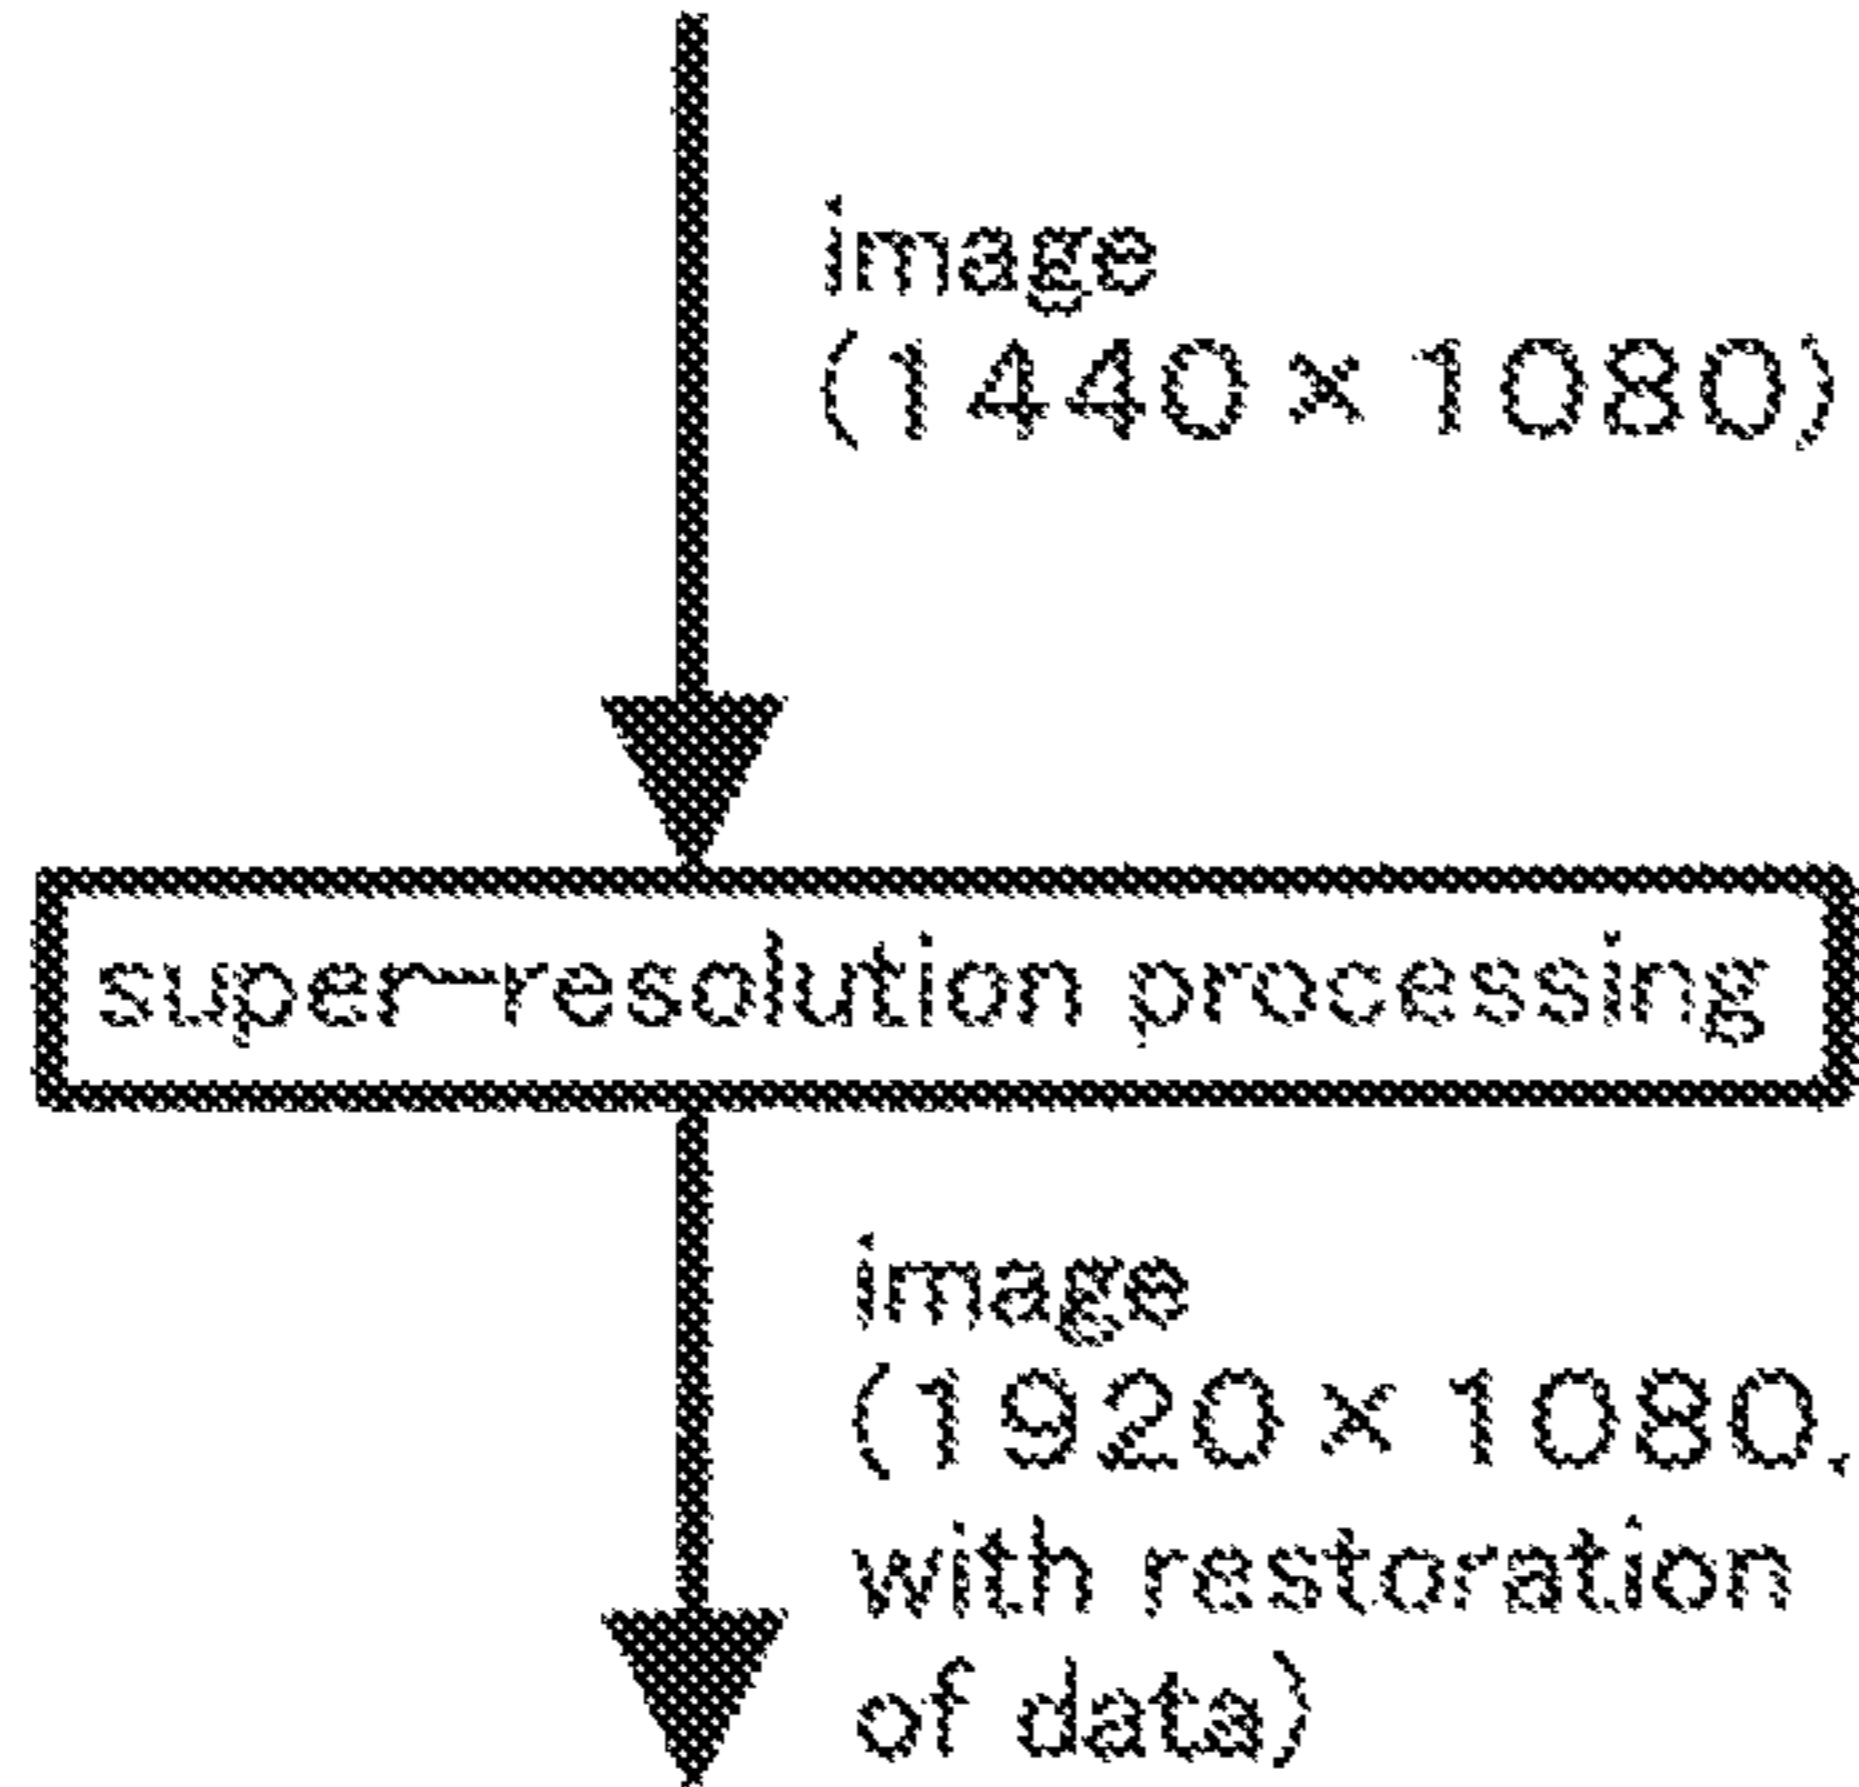 image
(1440×1080)
super-resolution processing
image
(1920×1080,
with restoration
of data)